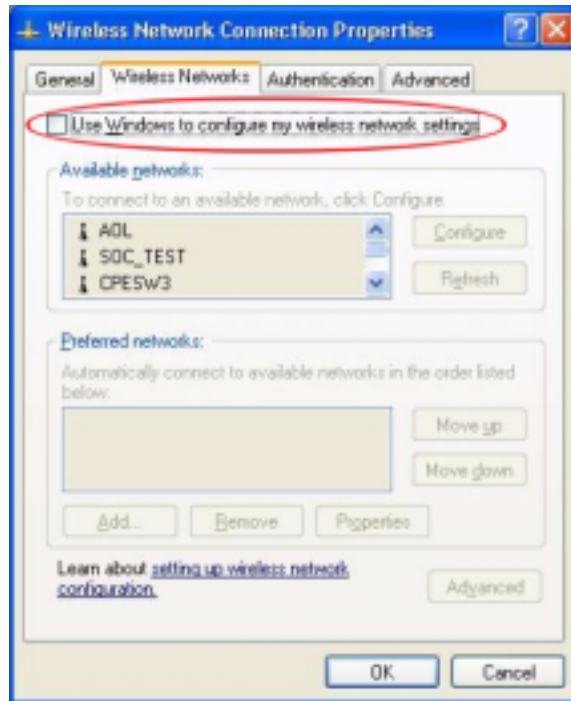 Wireless Network Connection Properties
General Wireless Networks Authentication Advanced
Use Windows to configure my wireless network settings
Available networks:
To connect to an available network, click Configure.
AOL
SOC_TEST
CPESW3
Configure
Refresh
Preferred networks:
Automatically connect to available networks in the order listed
below:
Move up
Move down
Add... Remove Properties
Learn about setting up wireless network
configuration.
Advanced
OK Cancel